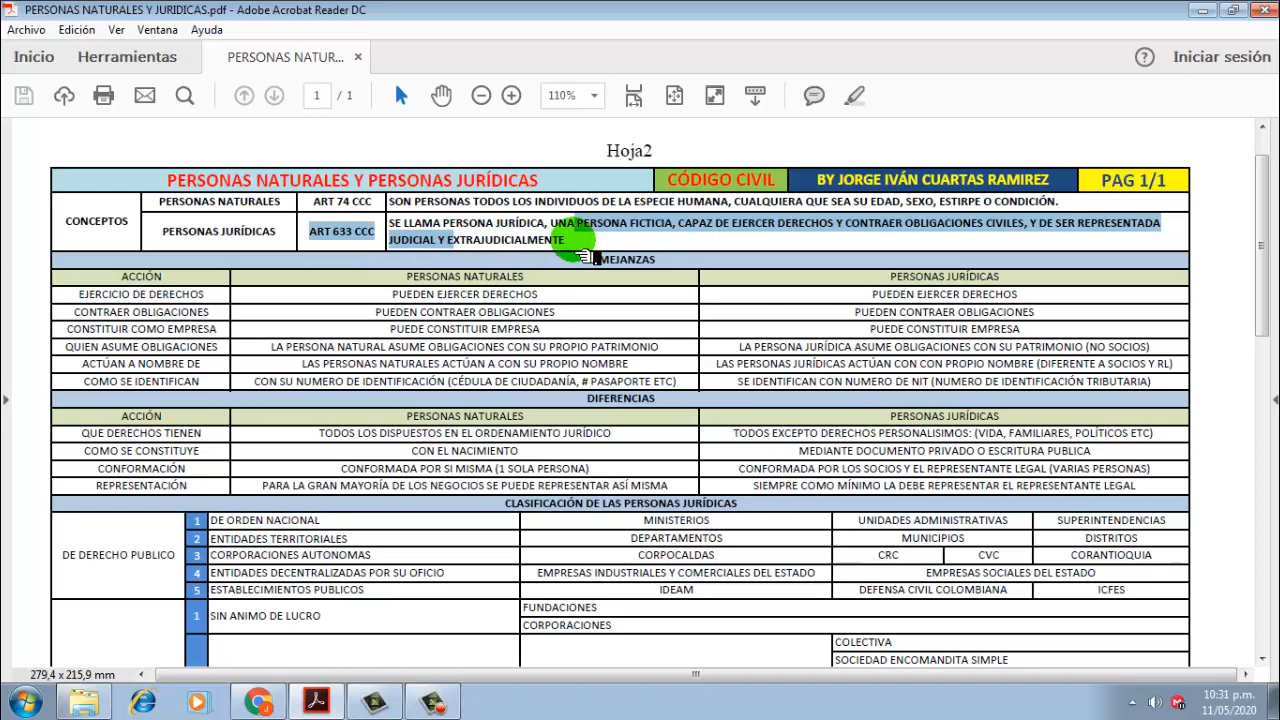 PERSONAS NATURALES Y JURIDICAS.pdf - Adobe Acrobat Reader DC
Archivo Edición Ver Ventana Ayuda
Inicio Herramientas PERSONAS NATUR... × Iniciar sesión
1 / 1 110%
Hoja2
PERSONAS NATURALES Y PERSONAS JURÍDICAS CÓDIGO CIVIL BY JORGE IVÁN CUARTAS RAMIREZ PAG 1/1
CONCEPTOS
PERSONAS NATURALES ART 74 CCC SON PERSONAS TODOS LOS INDIVIDUOS DE LA ESPECIE HUMANA, CUALQUIERA QUE SEA SU EDAD, SEXO, ESTIRPE O CONDICIÓN.
PERSONAS JURÍDICAS ART 633 CCC SE LLAMA PERSONA JURÍDICA, UNA PERSONA FICTICIA, CAPAZ DE EJERCER DERECHOS Y CONTRAER OBLIGACIONES CIVILES, Y DE SER REPRESENTADA
JUDICIAL Y EXTRAJUDICIALMENTE
MEJANZAS
ACCIÓN PERSONAS NATURALES PERSONAS JURÍDICAS
EJERCICIO DE DERECHOS PUEDEN EJERCER DERECHOS PUEDEN EJERCER DERECHOS
CONTRAER OBLIGACIONES PUEDEN CONTRAER OBLIGACIONES PUEDEN CONTRAER OBLIGACIONES
CONSTITUIR COMO EMPRESA PUEDE CONSTITUIR EMPRESA PUEDE CONSTITUIR EMPRESA
QUIEN ASUME OBLIGACIONES LA PERSONA NATURAL ASUME OBLIGACIONES CON SU PROPIO PATRIMONIO LA PERSONA JURÍDICA ASUME OBLIGACIONES CON SU PATRIMONIO (NO SOCIOS)
ACTÚAN A NOMBRE DE LAS PERSONAS NATURALES ACTÚAN A CON SU PROPIO NOMBRE LAS PERSONAS JURÍDICAS ACTÚAN CON CON PROPIO NOMBRE (DIFERENTE A SOCIOS Y RL)
COMO SE IDENTIFICAN CON SU NUMERO DE IDENTIFICACIÓN (CÉDULA DE CIUDADANÍA, # PASAPORTE ETC) SE IDENTIFICAN CON NUMERO DE NIT (NUMERO DE IDENTIFICACIÓN TRIBUTARIA)
DIFERENCIAS
ACCIÓN PERSONAS NATURALES PERSONAS JURÍDICAS
QUE DERECHOS TIENEN TODOS LOS DISPUESTOS EN EL ORDENAMIENTO JURÍDICO TODOS EXCEPTO DERECHOS PERSONALISIMOS: (VIDA, FAMILIARES, POLÍTICOS ETC)
COMO SE CONSTITUYE CON EL NACIMIENTO MEDIANTE DOCUMENTO PRIVADO O ESCRITURA PUBLICA
CONFORMACIÓN CONFORMADA POR SI MISMA (1 SOLA PERSONA) CONFORMADA POR LOS SOCIOS Y EL REPRESENTANTE LEGAL (VARIAS PERSONAS)
REPRESENTACIÓN PARA LA GRAN MAYORÍA DE LOS NEGOCIOS SE PUEDE REPRESENTAR ASÍ MISMA SIEMPRE COMO MÍNIMO LA DEBE REPRESENTAR EL REPRESENTANTE LEGAL
CLASIFICACIÓN DE LAS PERSONAS JURÍDICAS
DE DERECHO PUBLICO
1 DE ORDEN NACIONAL MINISTERIOS UNIDADES ADMINISTRATIVAS SUPERINTENDENCIAS
2 ENTIDADES TERRITORIALES DEPARTAMENTOS MUNICIPIOS DISTRITOS
3 CORPORACIONES AUTONOMAS CORPOCALDAS CRC CVC CORANTIOQUIA
4 ENTIDADES DECENTRALIZADAS POR SU OFICIO EMPRESAS INDUSTRIALES Y COMERCIALES DEL ESTADO EMPRESAS SOCIALES DEL ESTADO
5 ESTABLECIMIENTOS PUBLICOS IDEAM DEFENSA CIVIL COLOMBIANA ICFES
1 SIN ANIMO DE LUCRO FUNDACIONES
CORPORACIONES
COLECTIVA
SOCIEDAD ENCOMANDITA SIMPLE
279,4 x 215,9 mm
10:31 p.m.
11/05/2020